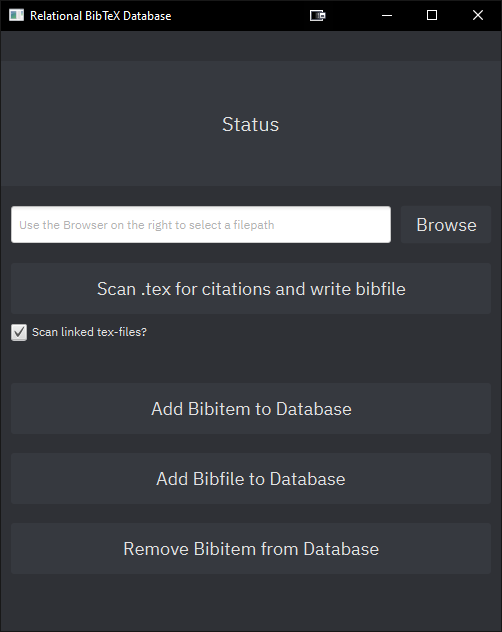 Relational BibTeX Database
Status
Use the Browser on the right to select a filepath
Browse
Scan .tex for citations and write bibfile
Scan linked tex-files?
Add Bibitem to Database
Add Bibfile to Database
Remove Bibitem from Database